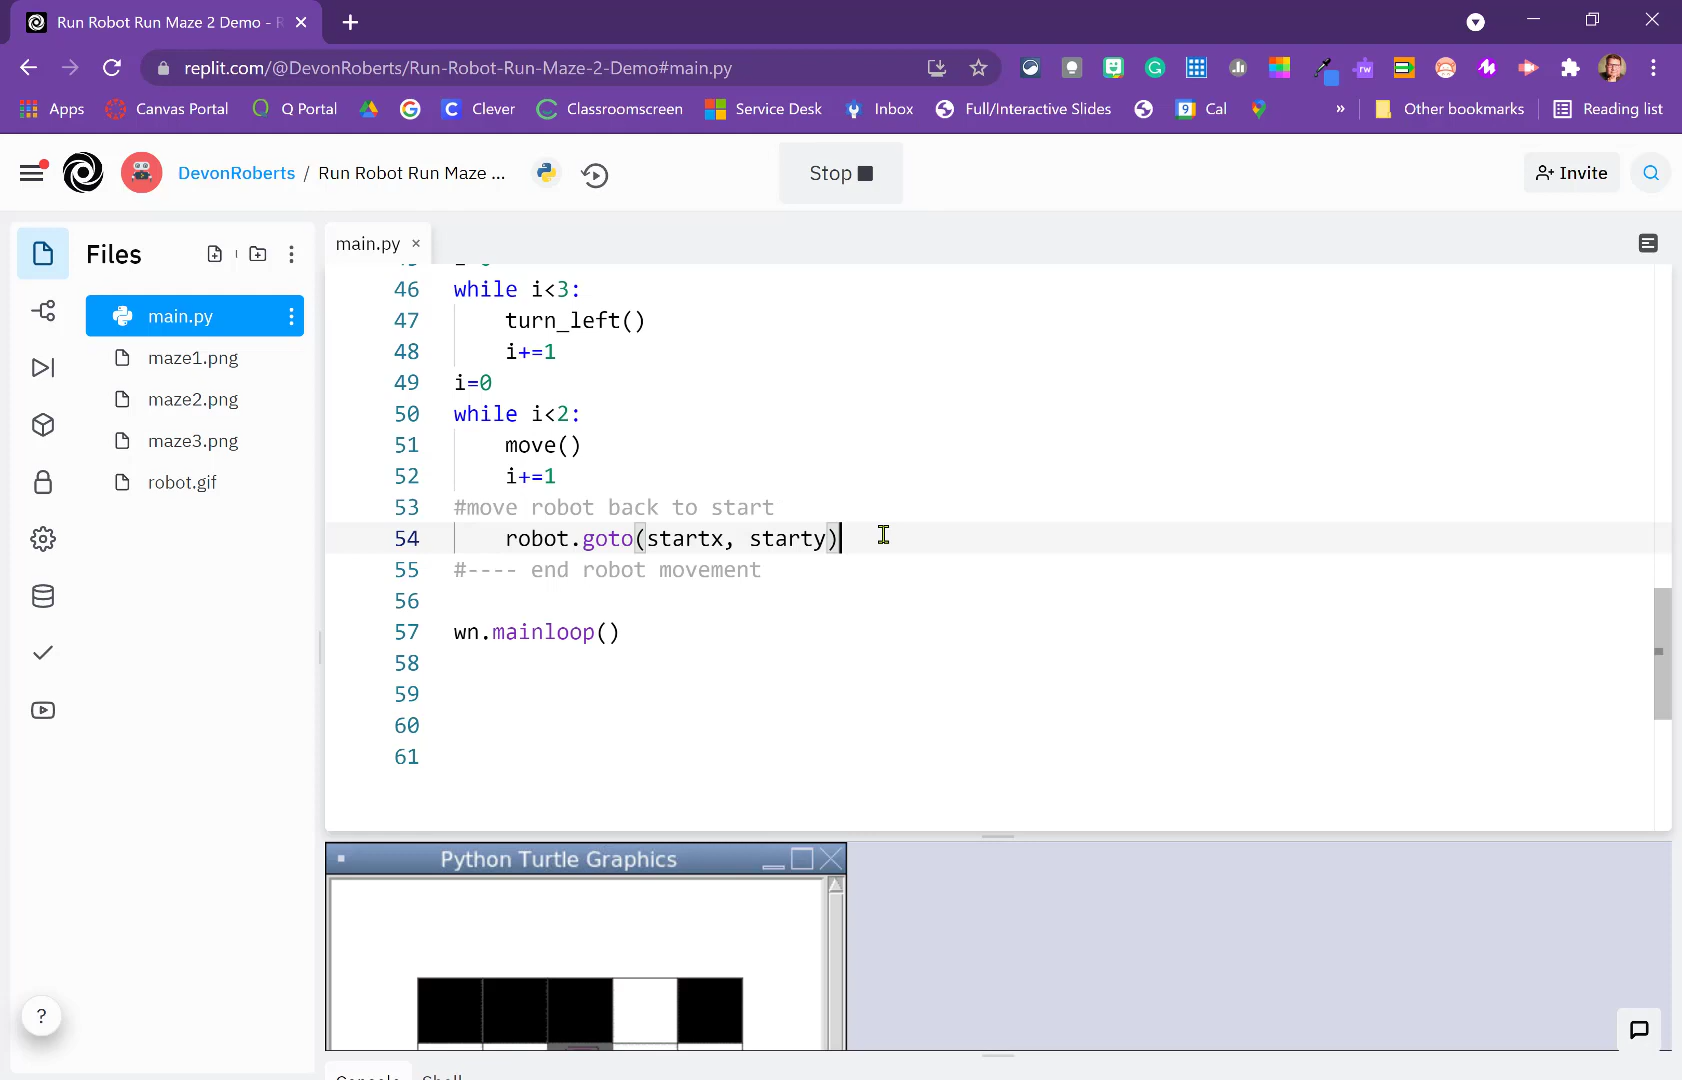 Run Robot Run Maze 2 Demo - R
replit.com/@DevonRoberts/Run-Robot-Run-Maze-2-Demo#main.py
Apps Canvas Portal Q Portal Clever Classroomscreen Service Desk Inbox Full/Interactive Slides Cal » Other bookmarks Reading list
DevonRoberts / Run Robot Run Maze ... Stop Invite
Files
main.py
maze1.png
maze2.png
maze3.png
robot.gif
main.py
46 while i<3:
47 turn_left()
48 i+=1
49 i=0
50 while i<2:
51 move()
52 i+=1
53 #move robot back to start
54 robot.goto(startx, starty)
55 #---- end robot movement
56
57 wn.mainloop()
58
59
60
61
Python Turtle Graphics
?